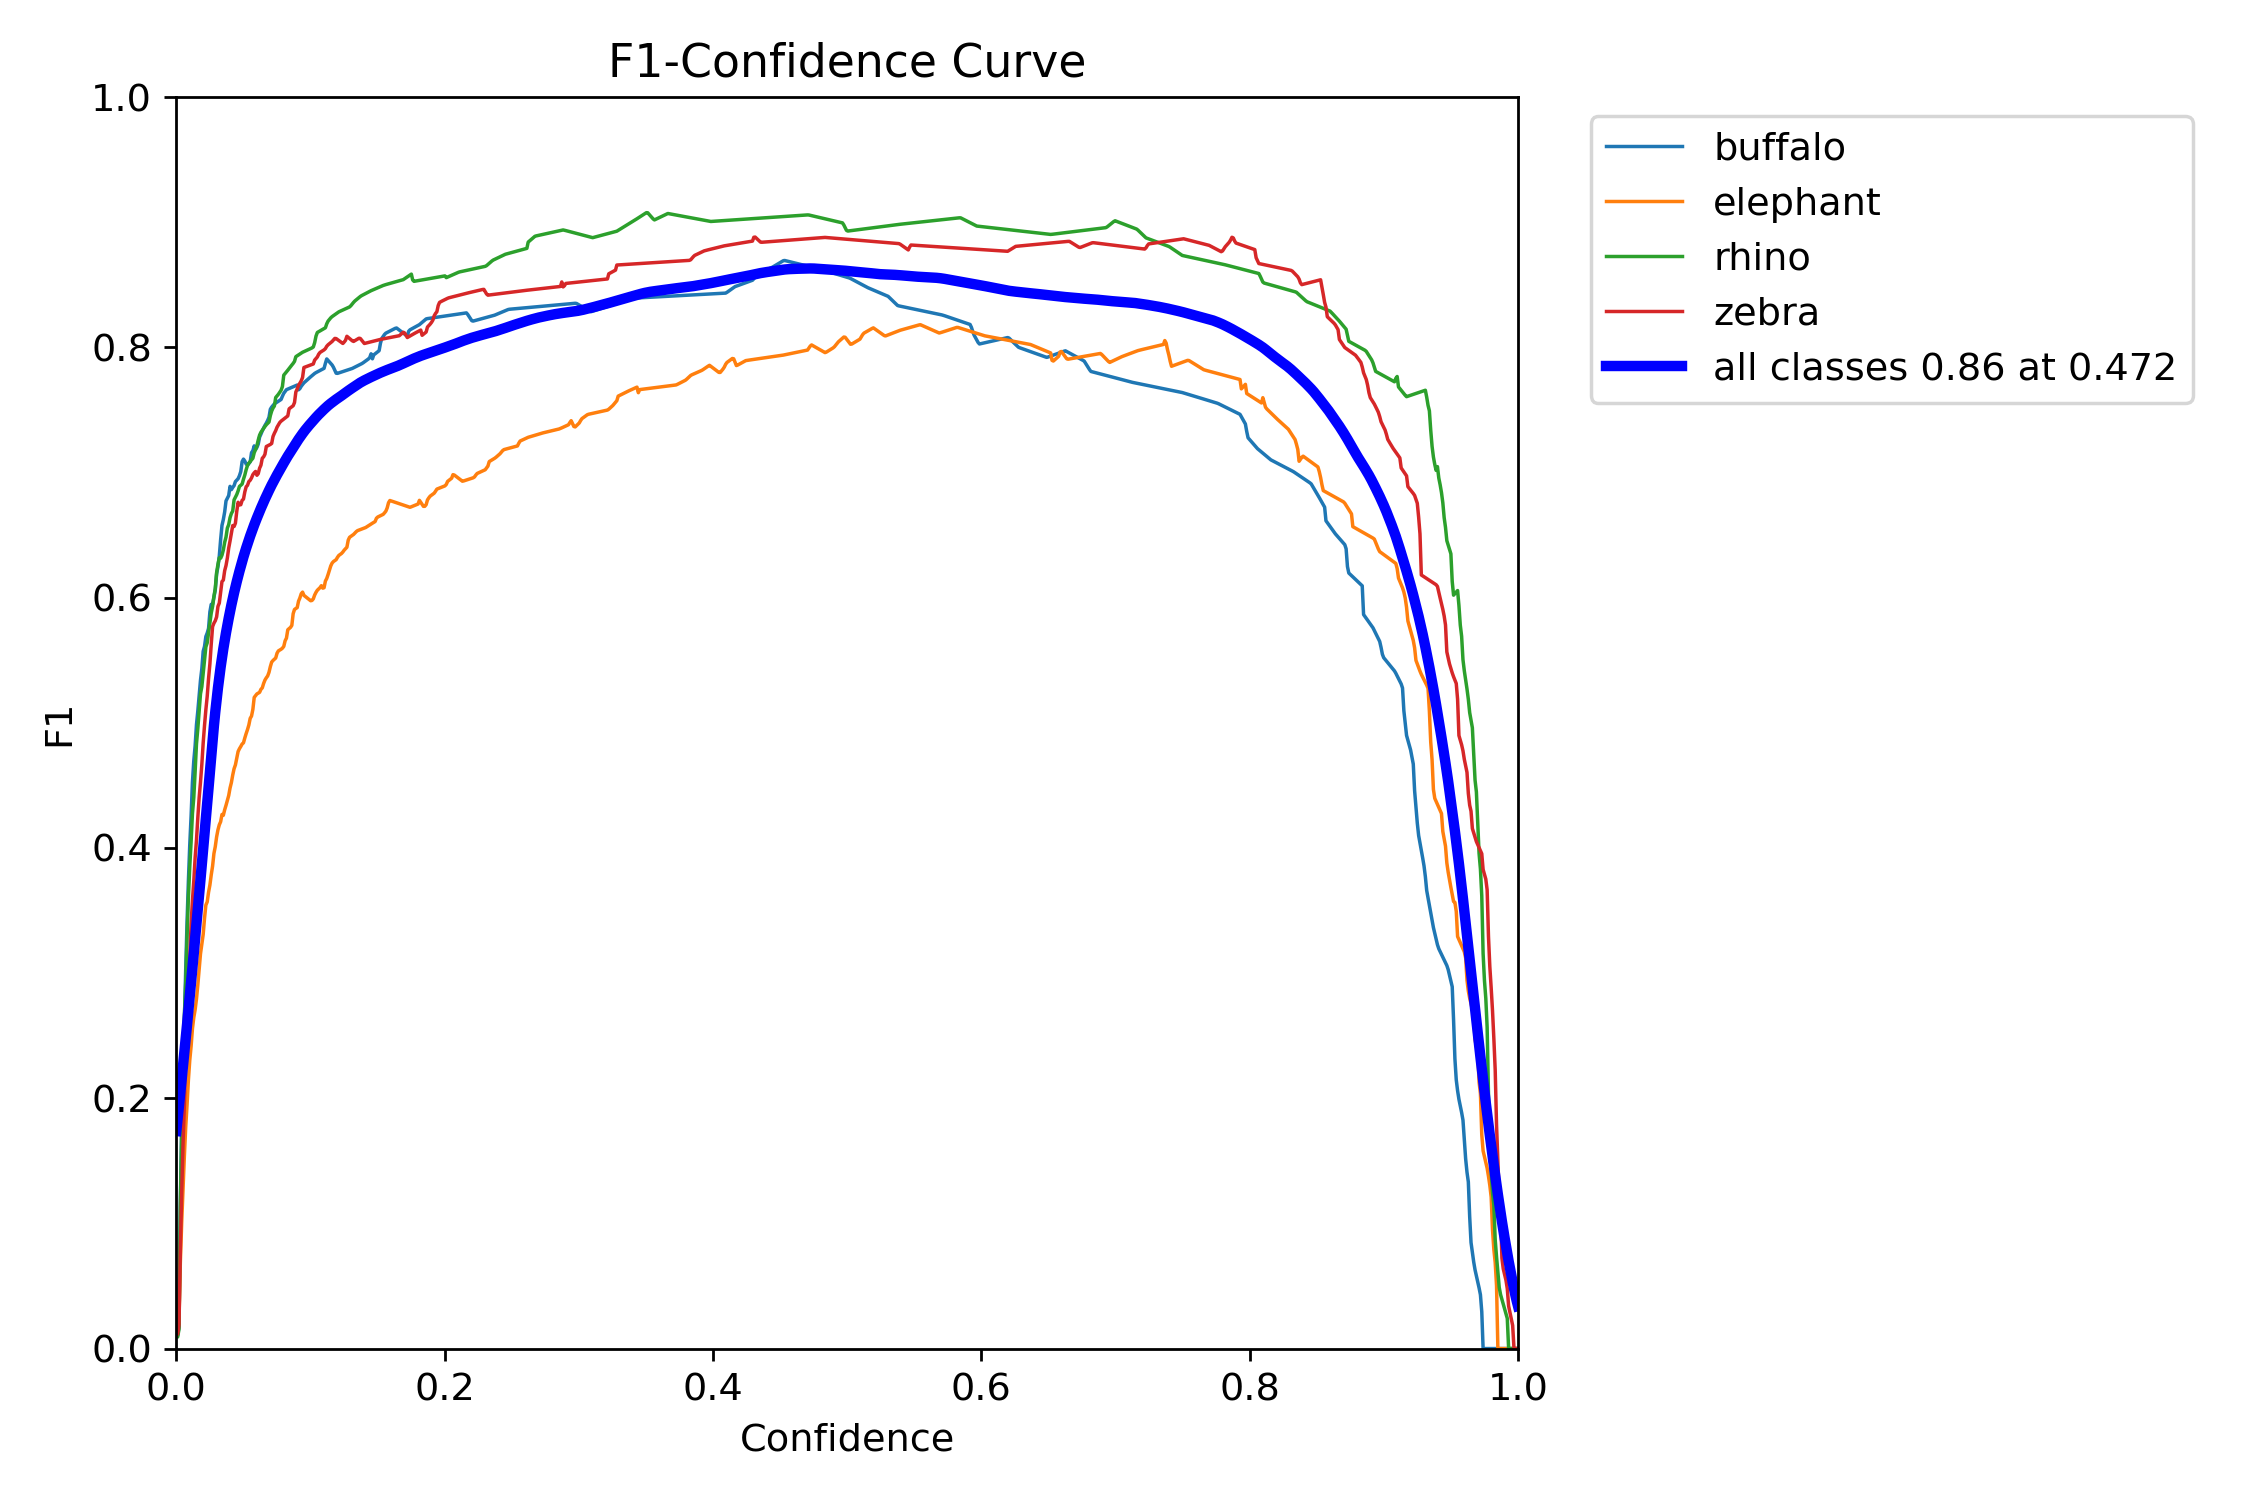 F1-Confidence Curve
1.0
0.8
0.6
0.4
0.2
0.0
F1
0.0 0.2 0.4 0.6 0.8 1.0
Confidence
buffalo
elephant
rhino
zebra
all classes 0.86 at 0.472